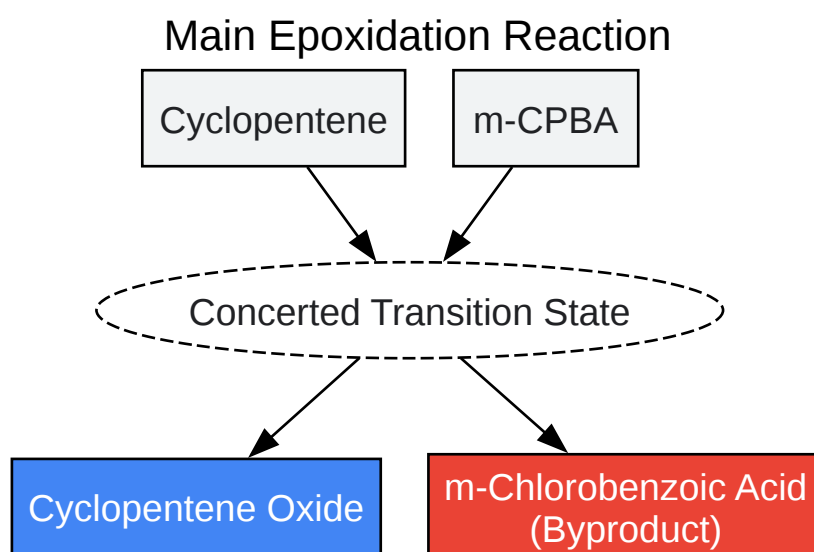 Main Epoxidation Reaction
Cyclopentene
m-CPBA
Concerted Transition State
Cyclopentene Oxide
m-Chlorobenzoic Acid
(Byproduct)